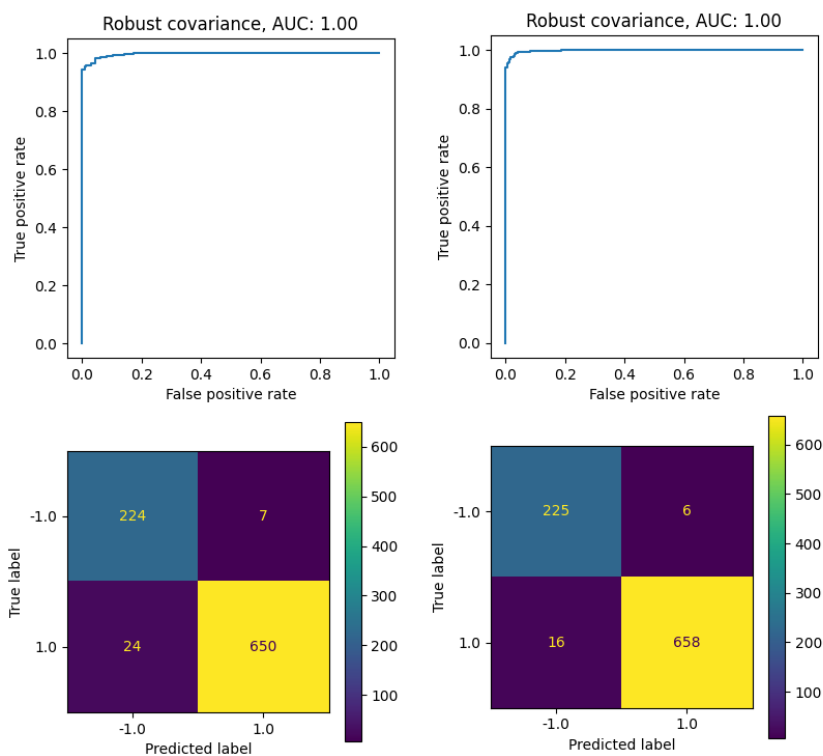 Robust covariance, AUC: 1.00
1.0
0.8
0.6
0.4
0.2
0.0
True positive rate
0.0 0.2 0.4 0.6 0.8 1.0
False positive rate
Robust covariance, AUC: 1.00
1.0
0.8
0.6
0.4
0.2
0.0
True positive rate
0.0 0.2 0.4 0.6 0.8 1.0
False positive rate
-1.0
1.0
True label
224 7
24 650
-1.0 1.0
Predicted label
600
500
400
300
200
100
-1.0
1.0
True label
225 6
16 658
-1.0 1.0
Predicted label
600
500
400
300
200
100